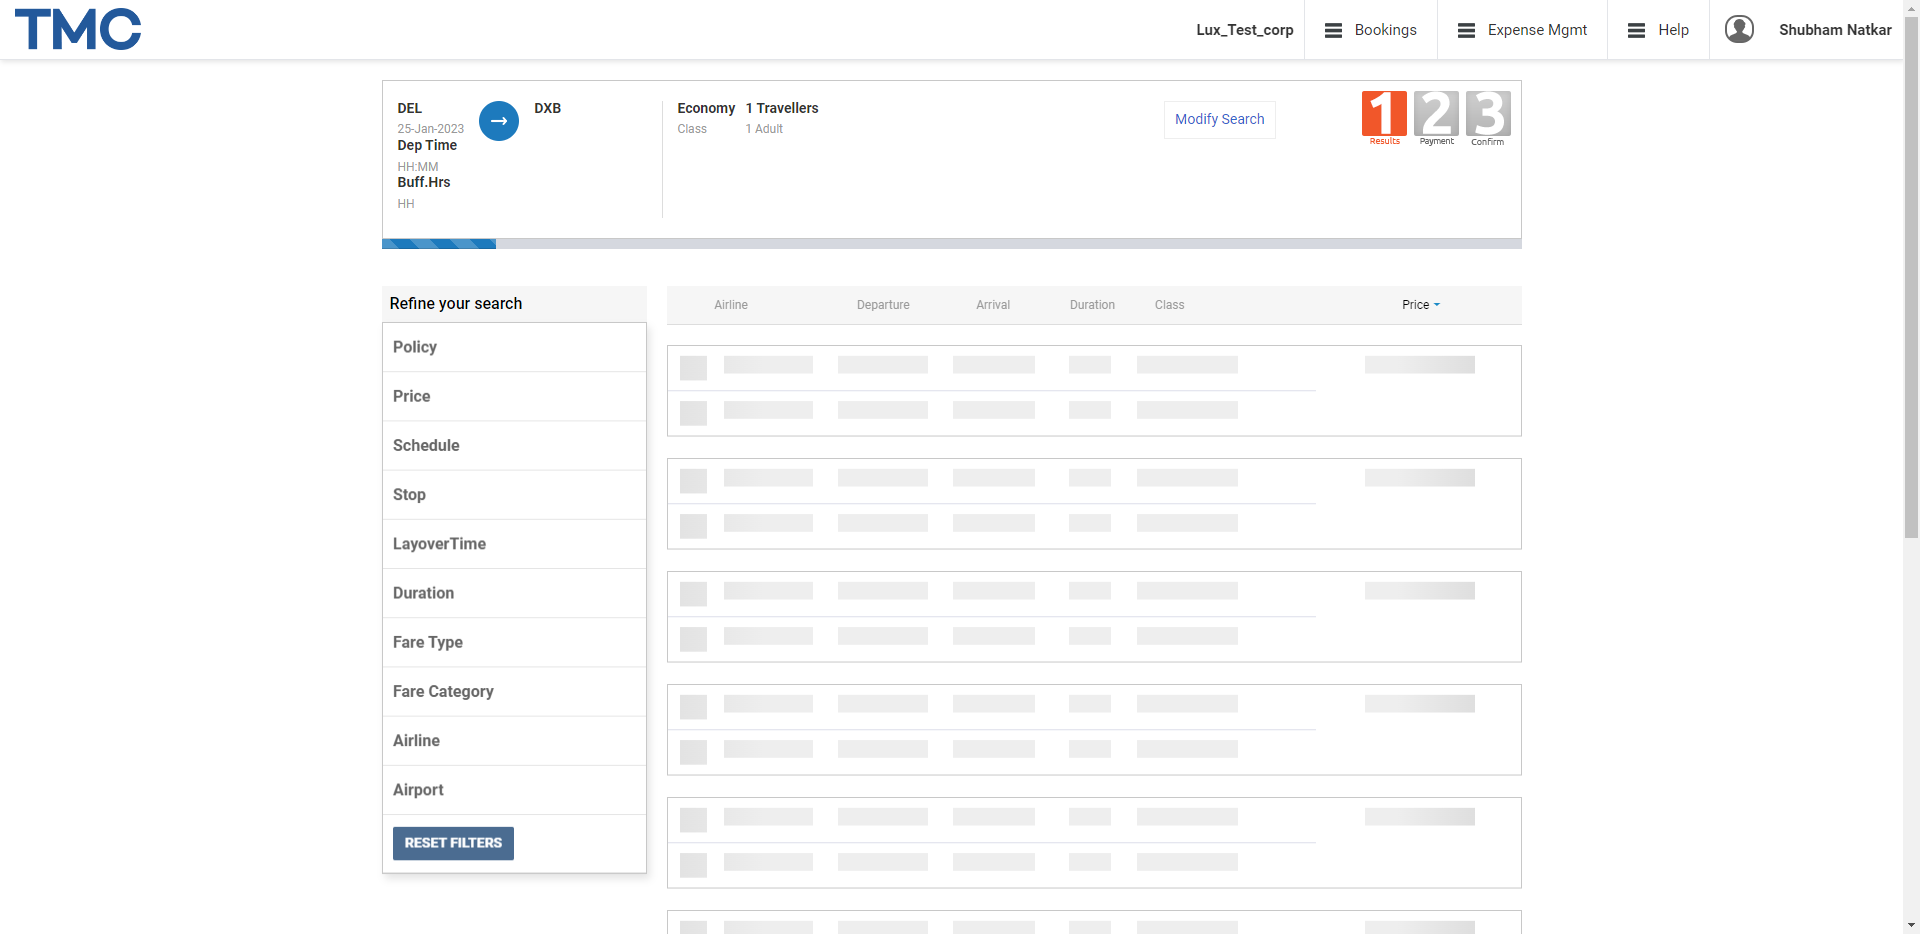 TMC
Lux_Test_corp
Bookings
Expense Mgmt
Help
Shubham Natkar
DEL
25-Jan-2023
Dep Time
HH:MM
Buff.Hrs
HH
DXB
Economy
Class
1 Travellers
1 Adult
Modify Search
1
Results
2
Payment
3
Confirm
Refine your search
Policy
Price
Schedule
Stop
LayoverTime
Duration
Fare Type
Fare Category
Airline
Airport
RESET FILTERS
Airline
Departure
Arrival
Duration
Class
Price